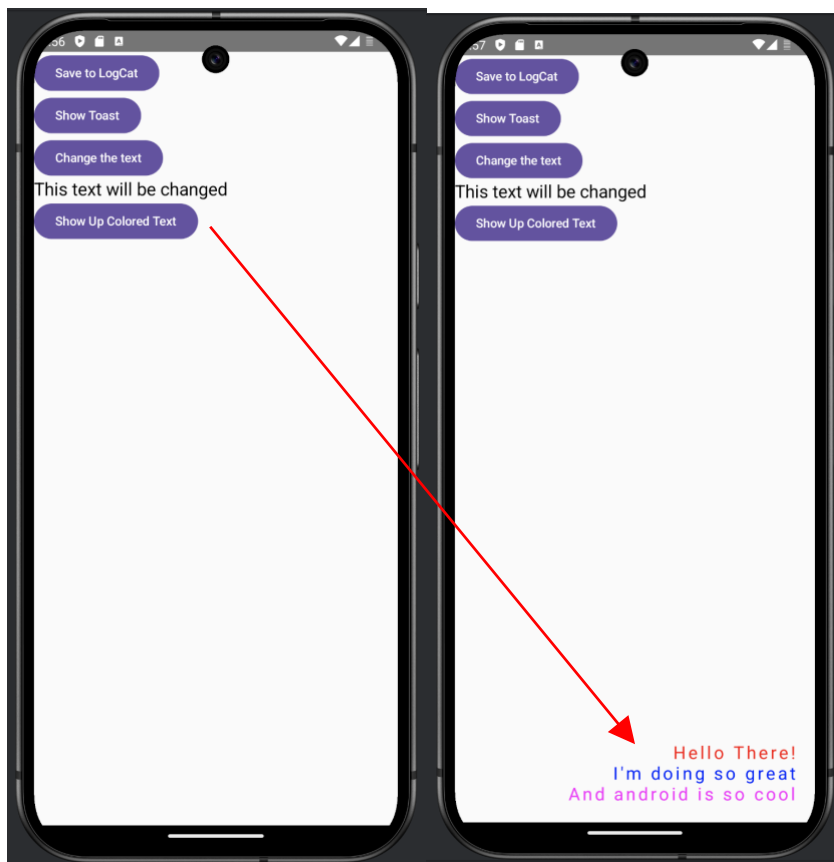 :56
Save to LogCat
Show Toast
Change the text
This text will be changed
Show Up Colored Text
:57
Save to LogCat
Show Toast
Change the text
This text will be changed
Show Up Colored Text
Hello There!
I'm doing so great
And android is so cool